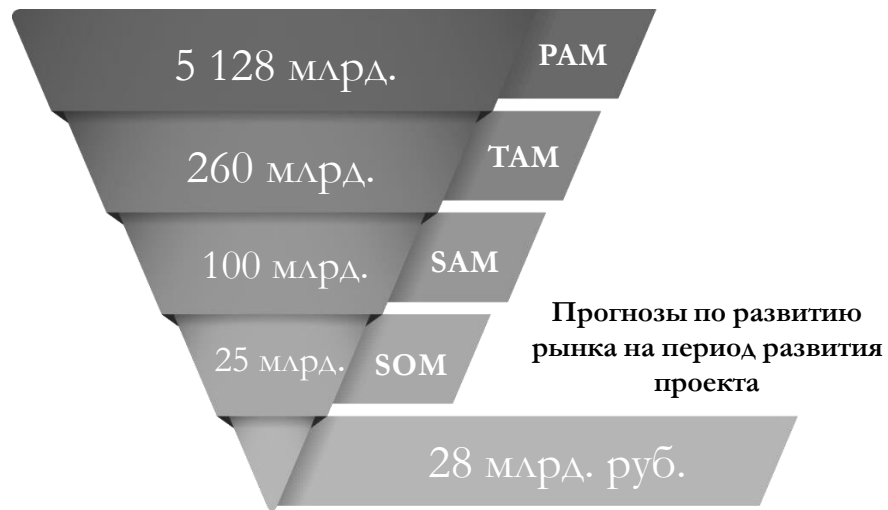 5 128 млрд.
PAM
260 млрд.
TAM
100 млрд.
SAM
25 млрд.
SOM
Прогнозы по развитию
рынка на период развития
проекта
28 млрд. руб.